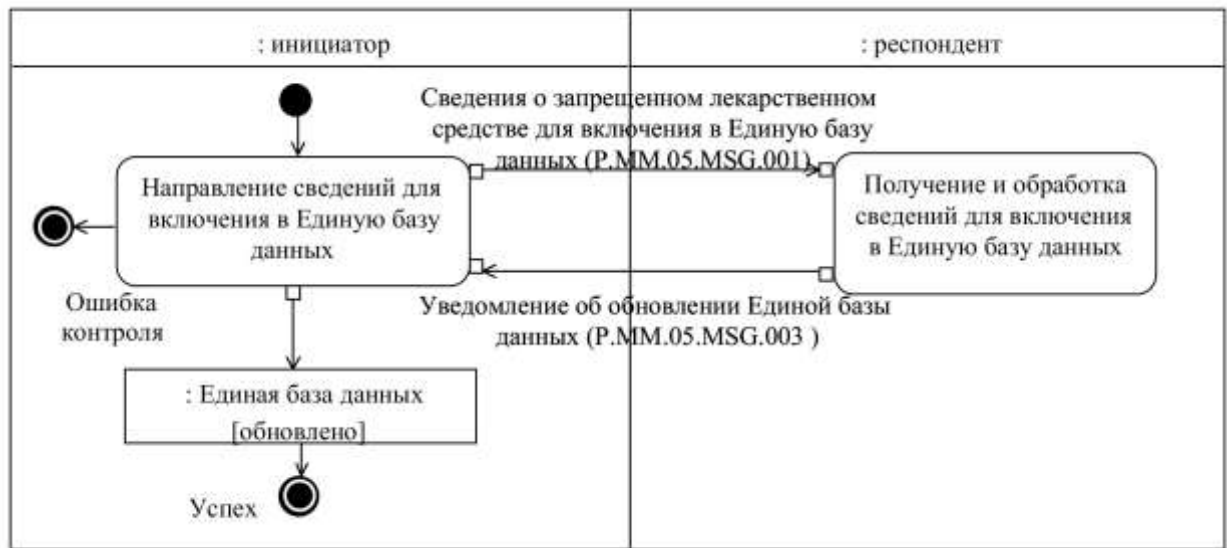 : инициатор
: респондент
Сведения о запрещенном лекарственном
средстве для включения в Единую базу
данных (P.MM.05.MSG.001)
Направление сведений для
включения в Единую базу
данных
Получение и обработка
сведений для включения
в Единую базу данных
Ошибка
контроля
Уведомление об обновлении Единой базы
данных (P.MM.05.MSG.003 )
: Единая база данных
[обновлено]
Успех